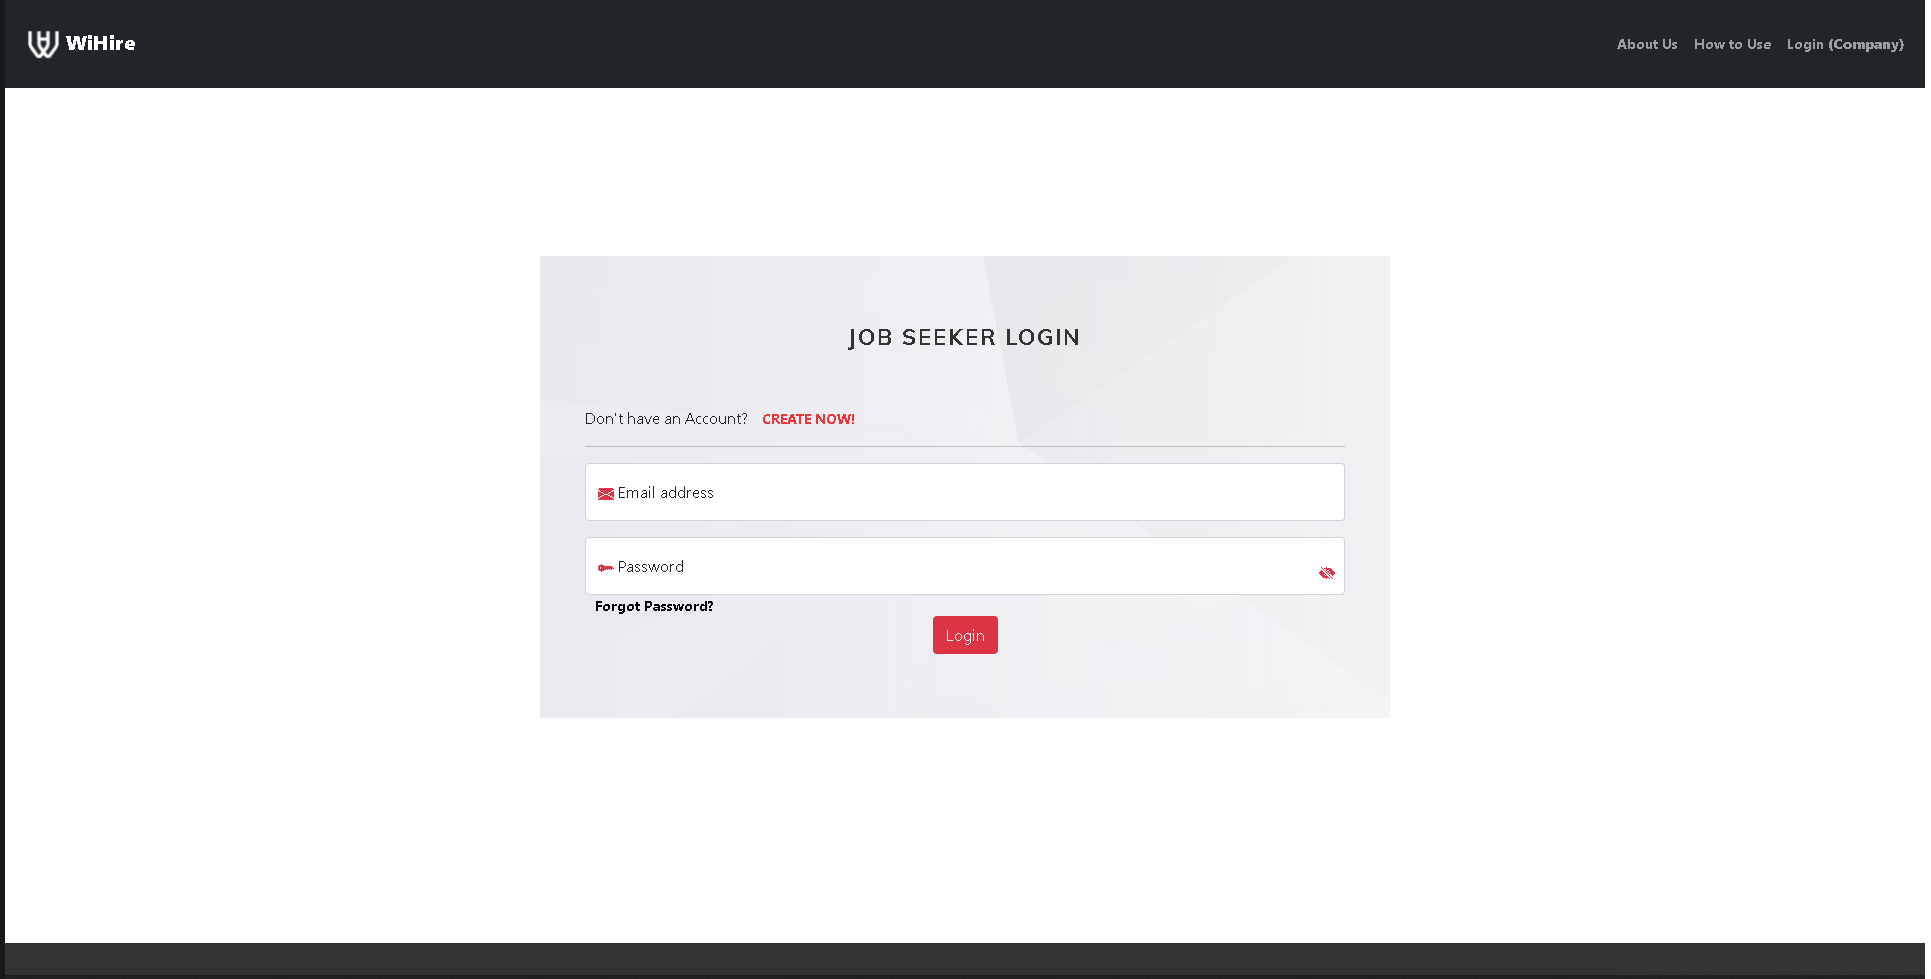 WiHire
About Us How to Use Login (Company)
JOB SEEKER LOGIN
Don't have an Account? CREATE NOW!
Email address
Password
Forgot Password?
Login